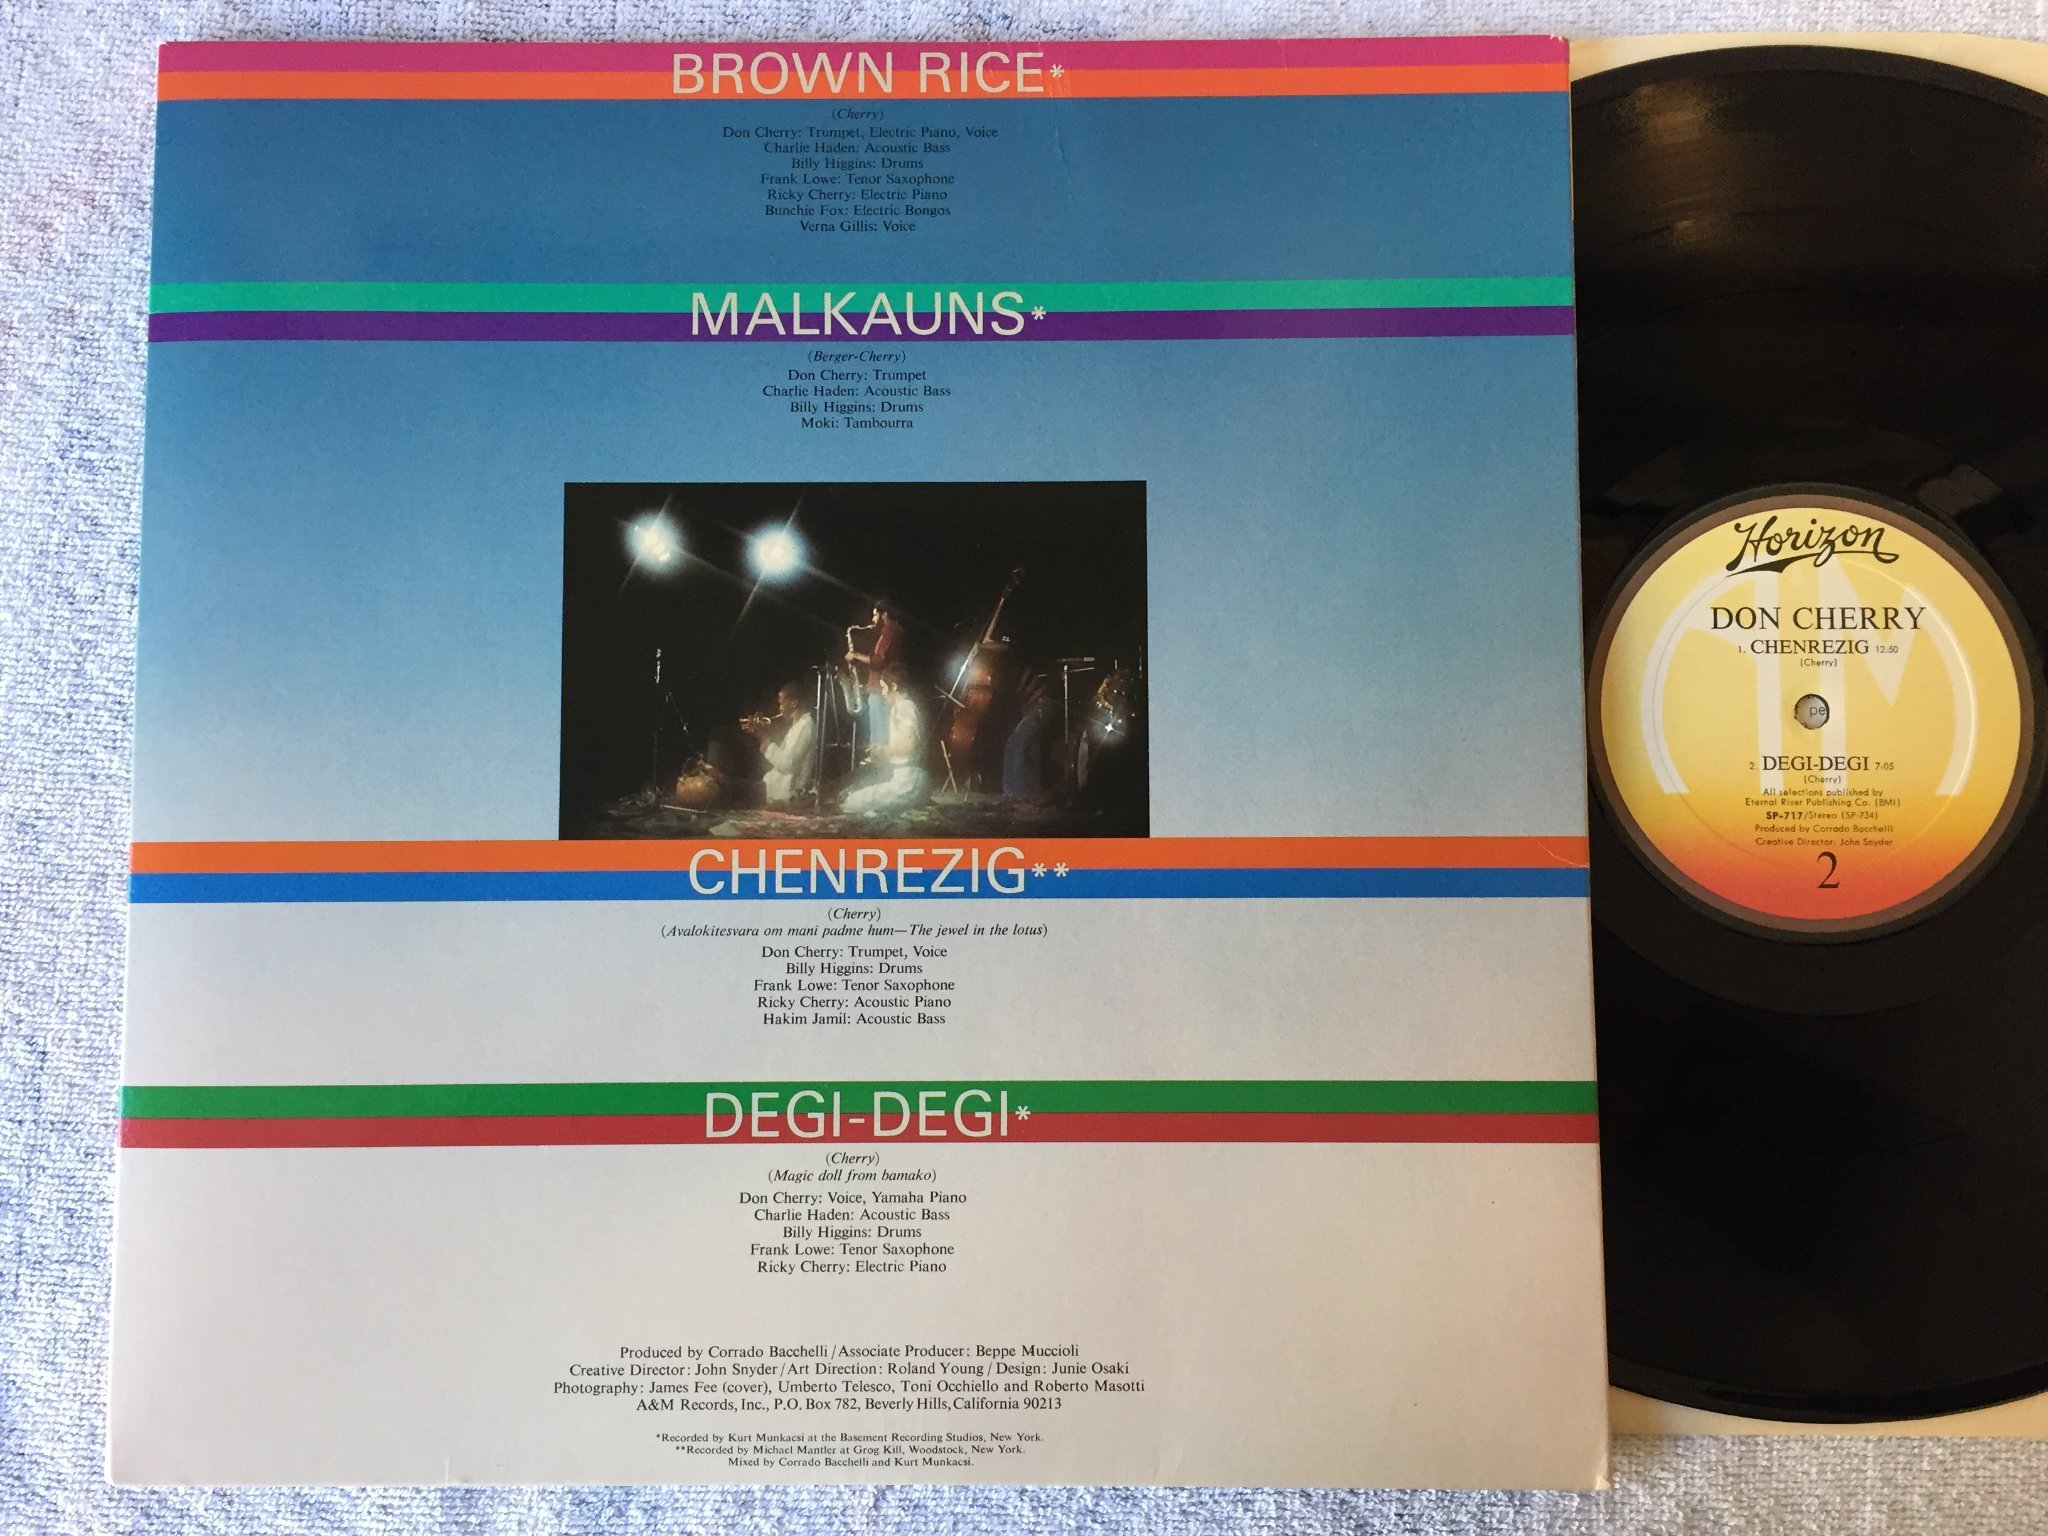 BROWN RICE*
(Cherry)
Don Cherry: Trumpet, Electric Piano, Voice
Charlie Haden: Acoustic Bass
Billy Higgins: Drums
Frank Lowe: Tenor Saxophone
Ricky Cherry: Electric Piano
Bunchie Fox: Electric Bongos
Verna Gillis: Voice
MALKAUNS*
(Berger-Cherry)
Don Cherry: Trumpet
Charlie Haden: Acoustic Bass
Billy Higgins: Drums
Moki: Tambourra
CHENREZIG**
(Cherry)
(Avalokitesvara om mani padme hum—The jewel in the lotus)
Don Cherry: Trumpet, Voice
Billy Higgins: Drums
Frank Lowe: Tenor Saxophone
Ricky Cherry: Acoustic Piano
Hakim Jamil: Acoustic Bass
DEGI-DEGI*
(Cherry)
(Magic doll from bamako)
Don Cherry: Voice, Yamaha Piano
Charlie Haden: Acoustic Bass
Billy Higgins: Drums
Frank Lowe: Tenor Saxophone
Ricky Cherry: Electric Piano
Produced by Corrado Bacchelli/Associate Producer: Beppe Muccioli
Creative Director: John Snyder/Art Direction: Roland Young/Design: Junie Osaki
Photography: James Fee (cover), Umberto Telesco, Toni Occhiello and Roberto Masotti
A&M Records, Inc., P.O. Box 782, Beverly Hills, California 90213
*Recorded by Kurt Munkacsi at the Basement Recording Studios, New York.
**Recorded by Michael Mantler at Grog Kill, Woodstock, New York.
Mixed by Corrado Bacchelli and Kurt Munkacsi.
Horizon
AM
DON CHERRY
1. CHENREZIG 12:50
(Cherry)
pe
2. DEGI-DEGI 7:05
(Cherry)
All selections published by
Eternal River Publishing Co. (BMI)
SP-717/Stereo (SP-734)
Produced by Corrado Bacchelli
Creative Director: John Snyder
2